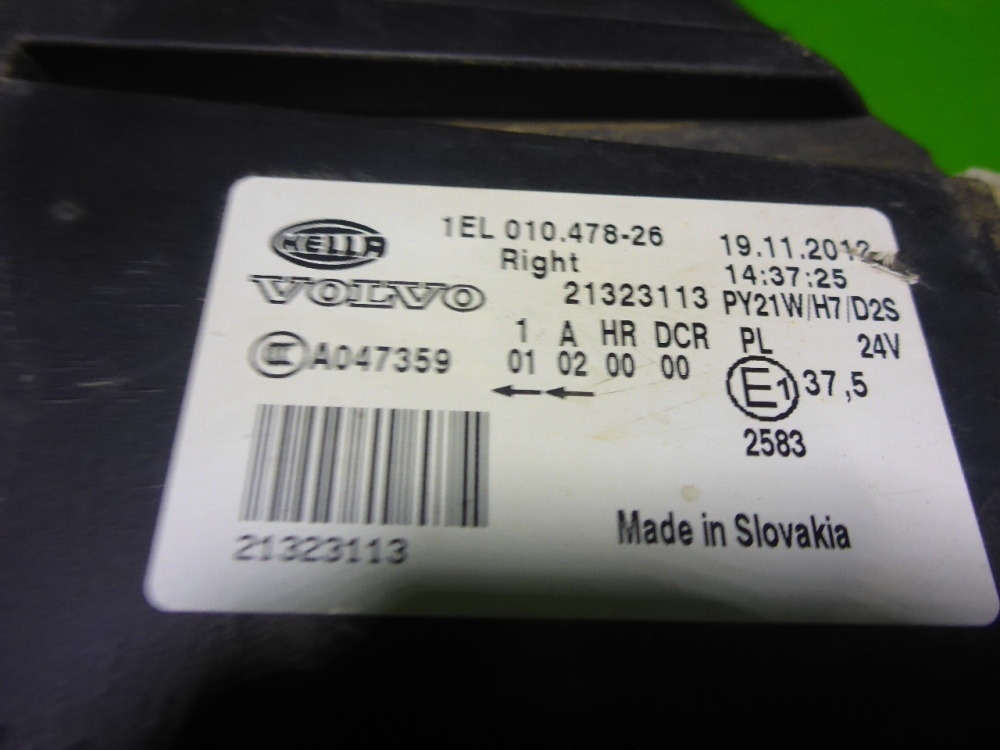 HELLA
1EL 010.478-26
19.11.2012
Right
14:37:25
VOLVO
21323113
PY21W/H7/D2S
1 A HR DCR
PL
24V
CCC A047359
01 02 00 00
E1 37,5
2583
21323113
Made in Slovakia